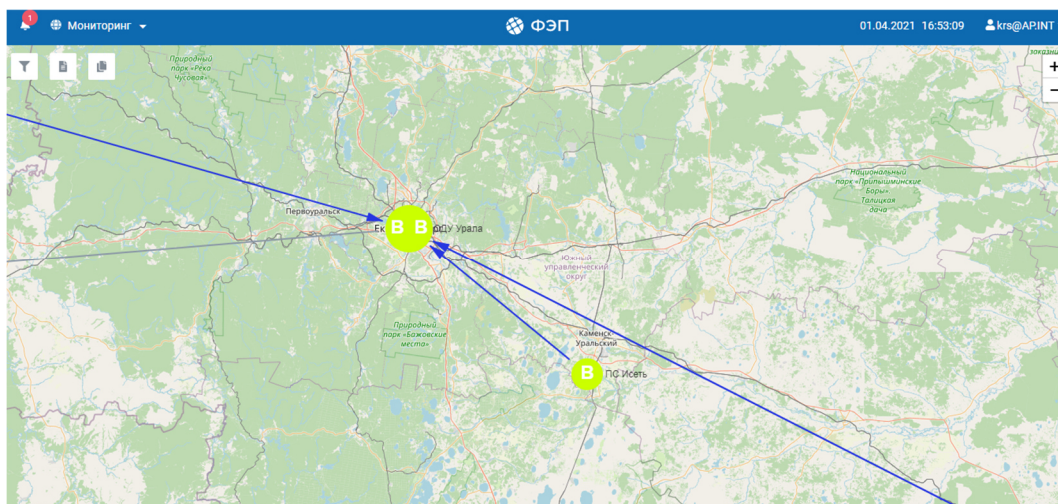 1
Мониторинг
ФЭП
01.04.2021 16:53:09
krs@AP.INT
Природный
парк «Река
Чусовая»
+
−
Национальный
парк «Припышминские
Боры» -
Талицкая
дача
Первоуральск
В В
ОДУ Урала
Южный
управленческий
округ
Природный
парк «Бажовские
места»
Каменск-
Уральский
В
ПС Исеть